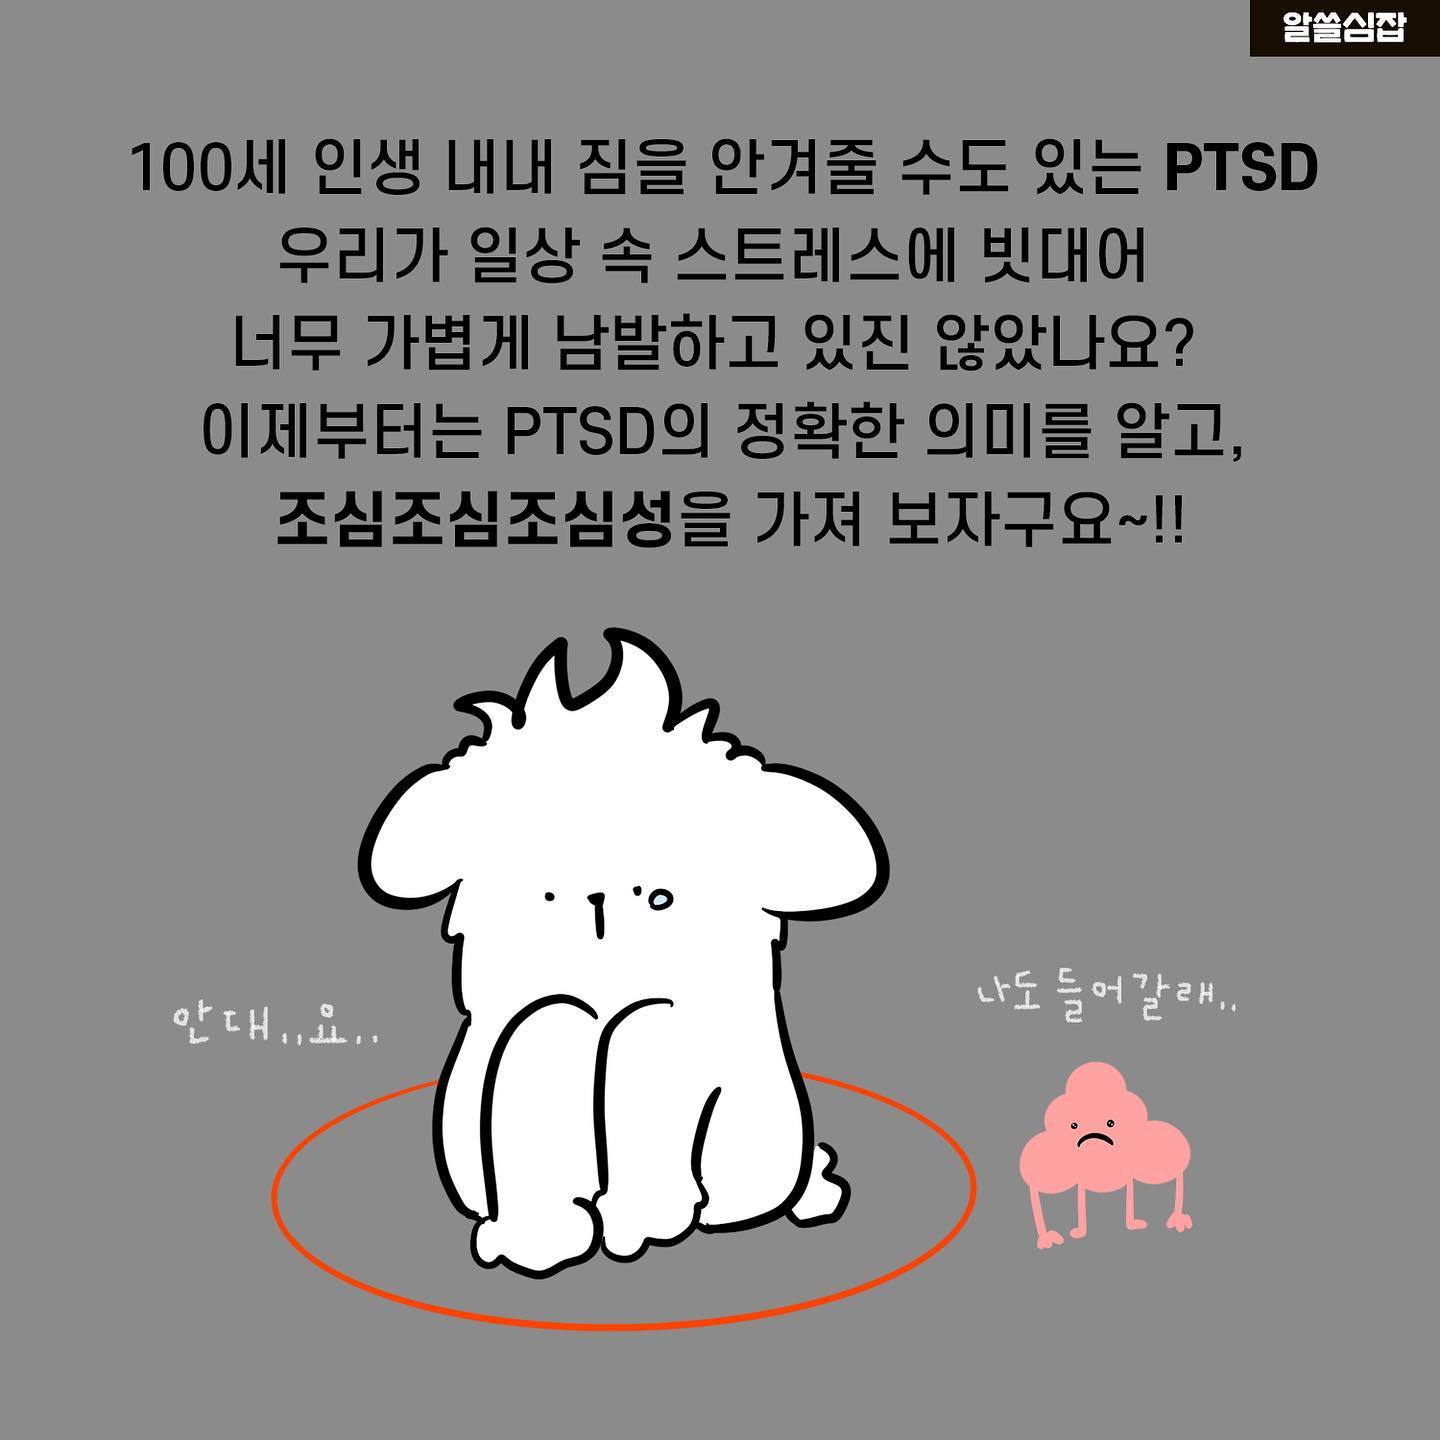 알쓸심잡
100세 인생 내내 짐을 안겨줄 수도 있는 PTSD
우리가 일상 속 스트레스에 빗대어
너무 가볍게 남발하고 있진 않았나요?
이제부터는 PTSD의 정확한 의미를 알고,
조심조심조심성을 가져 보자구요~!!
나도 들어갈래..
안대..요..